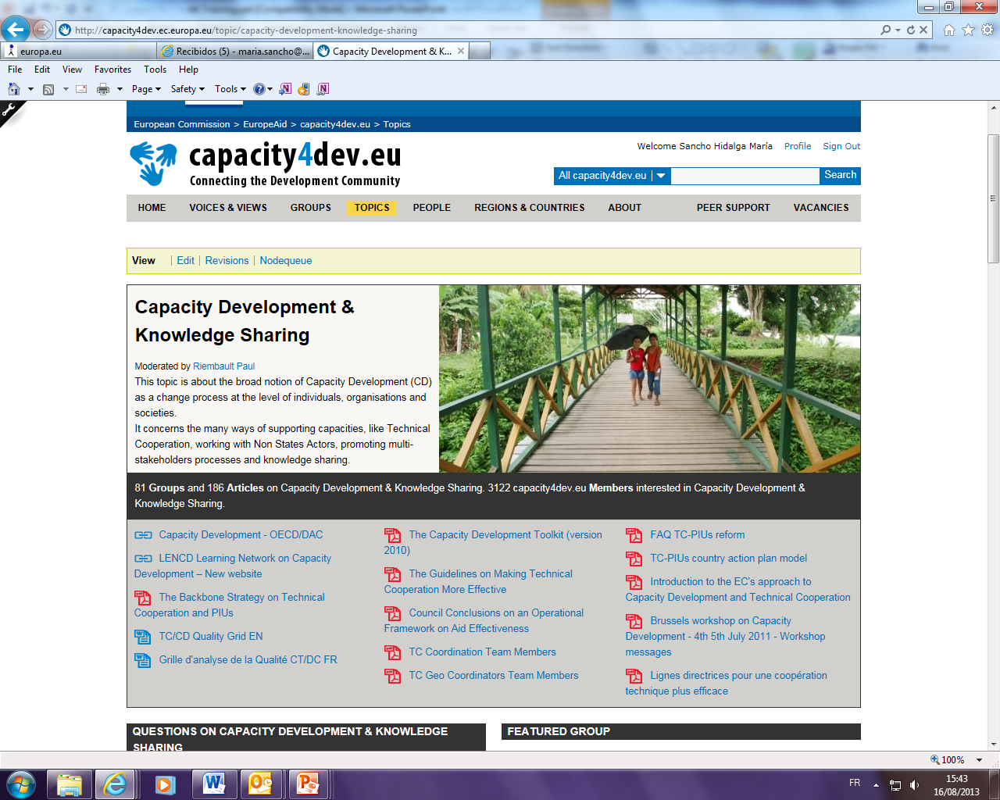 http://capacity4dev.ec.europa.eu/topic/capacity-development-knowledge-sharing
europa.eu
Recibidos (5) - maria.sancho@...
Capacity Development & K...
File Edit View Favorites Tools Help
Page Safety Tools
European Commission > EuropeAid > capacity4dev.eu > Topics
capacity4dev.eu
Connecting the Development Community
Welcome Sancho Hidalga María Profile Sign Out
All capacity4dev.eu Search
HOME VOICES & VIEWS GROUPS TOPICS PEOPLE REGIONS & COUNTRIES ABOUT PEER SUPPORT VACANCIES
View Edit Revisions Nodequeue
Capacity Development &
Knowledge Sharing
Moderated by Riembault Paul
This topic is about the broad notion of Capacity Development (CD)
as a change process at the level of individuals, organisations and
societies.
It concerns the many ways of supporting capacities, like Technical
Cooperation, working with Non States Actors, promoting multi-
stakeholders processes and knowledge sharing.
81 Groups and 186 Articles on Capacity Development & Knowledge Sharing. 3122 capacity4dev.eu Members interested in Capacity Development &
Knowledge Sharing.
Capacity Development - OECD/DAC
LENCD Learning Network on Capacity
Development – New website
The Backbone Strategy on Technical
Cooperation and PIUs
TC/CD Quality Grid EN
Grille d'analyse de la Qualité CT/DC FR
The Capacity Development Toolkit (version
2010)
The Guidelines on Making Technical
Cooperation More Effective
Council Conclusions on an Operational
Framework on Aid Effectiveness
TC Coordination Team Members
TC Geo Coordinators Team Members
FAQ TC-PIUs reform
TC-PIUs country action plan model
Introduction to the EC's approach to
Capacity Development and Technical Cooperation
Brussels workshop on Capacity
Development - 4th 5th July 2011 - Workshop
messages
Lignes directrices pour une coopération
technique plus efficace
QUESTIONS ON CAPACITY DEVELOPMENT & KNOWLEDGE
SHARING
FEATURED GROUP
100%
FR
15:43
16/08/2013